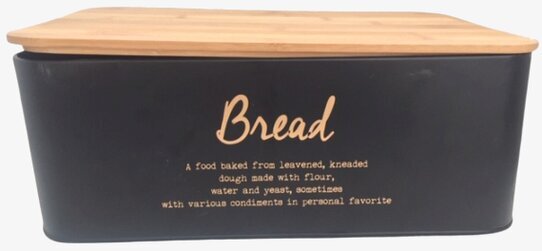 Bread
A food baked from leavened, kneaded
dough made with flour,
water and yeast, sometimes
with various condiments in personal favorite